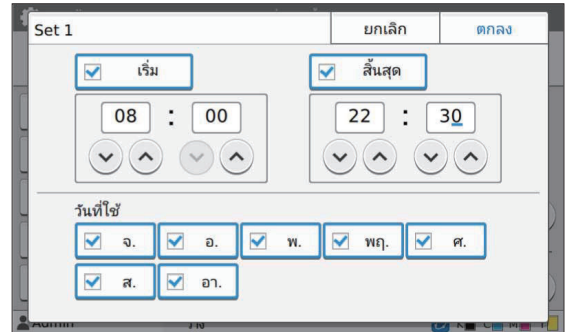 Set 1 ยกเลิก ตกลง
เริ่ม สิ้นสุด
08 : 00 22 : 30
วันที่ใช้
จ. อ. พ. พฤ. ศ.
ส. อา.
Admin